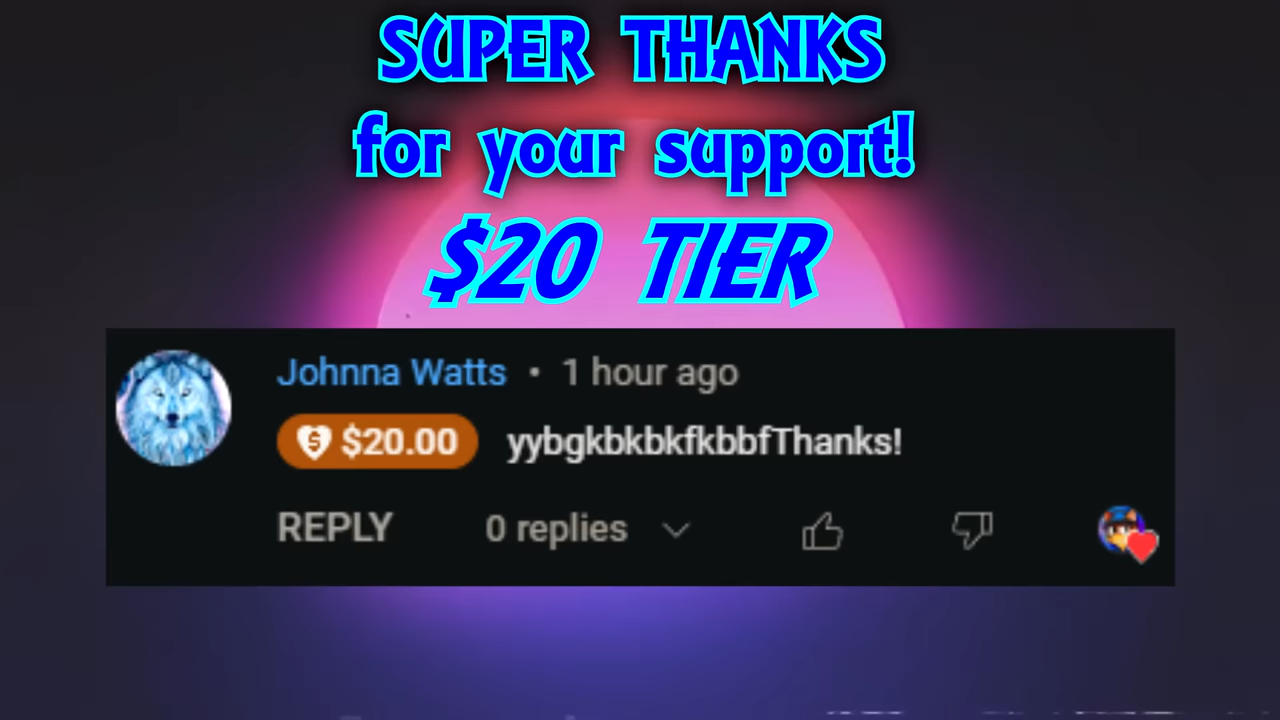 SUPER THANKS
for your support!
$20 TIER
Johnna Watts • 1 hour ago
$20.00 yybgkbkbkfkbbfThanks!
REPLY 0 replies